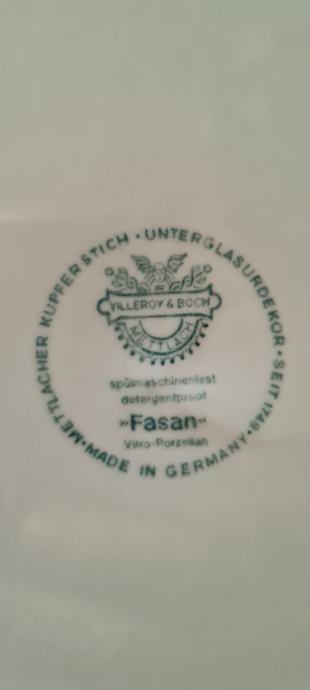 METTLACHER KUPFERSTICH · UNTERGLASURDEKOR · SEIT 1748 · MADE IN GERMANY ·
VILLEROY & BOCH
METTLACH
spülmaschinenfest
detergentproof
»Fasan«
Vitro-Porzellan